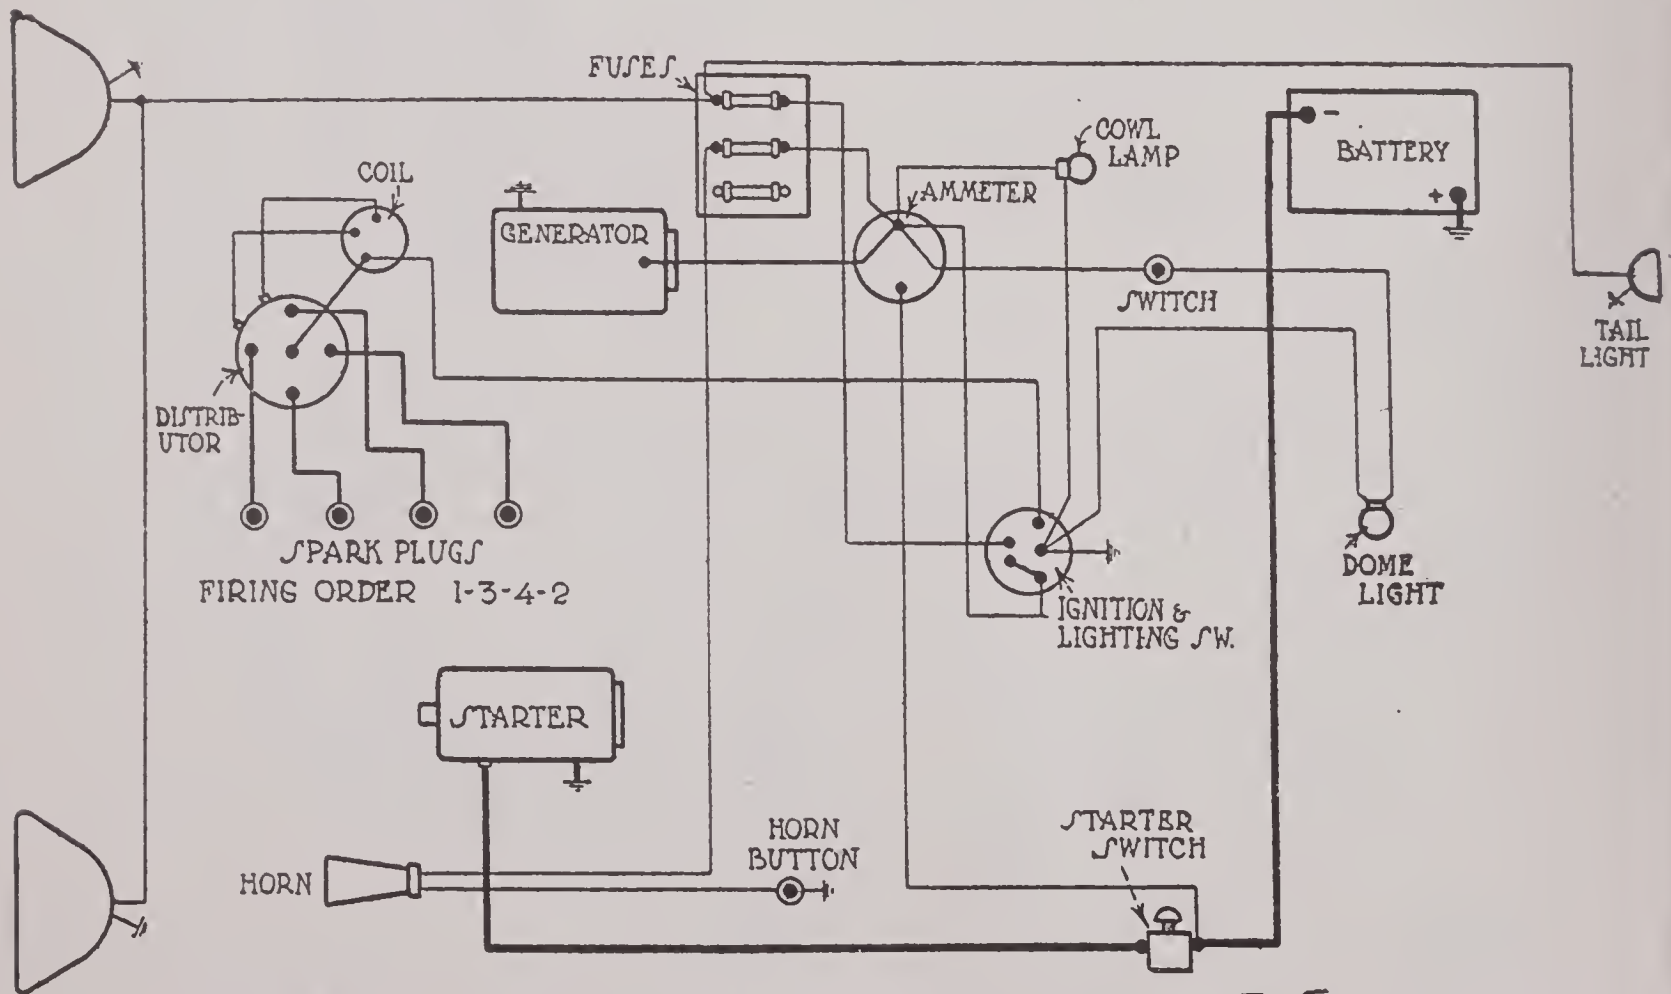 FUSES
COWL
LAMP
BATTERY
-
+
COIL
AMMETER
GENERATOR
SWITCH
TAIL
LIGHT
DISTRIB-
UTOR
SPARK PLUGS
FIRING ORDER 1-3-4-2
DOME
LIGHT
IGNITION &
LIGHTING SW.
STARTER
HORN
BUTTON
STARTER
SWITCH
HORN